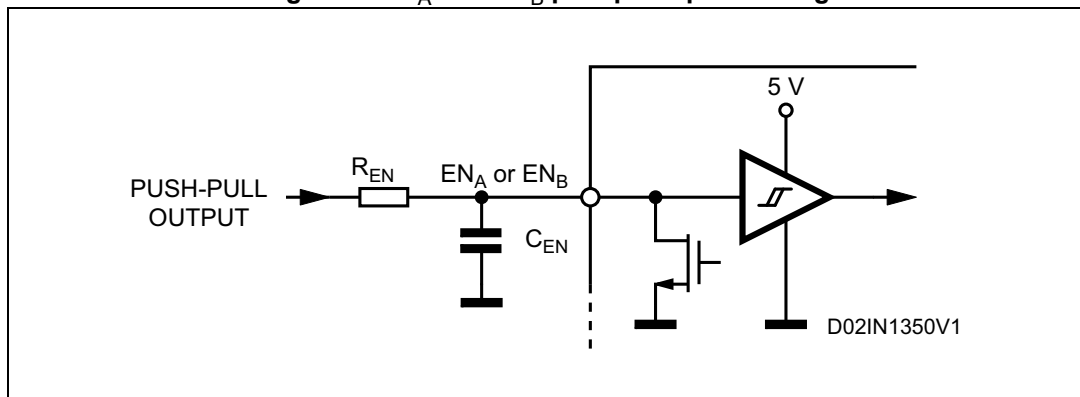 5 V
R_EN
EN_A or EN_B
PUSH-PULL
OUTPUT
C_EN
D02IN1350V1